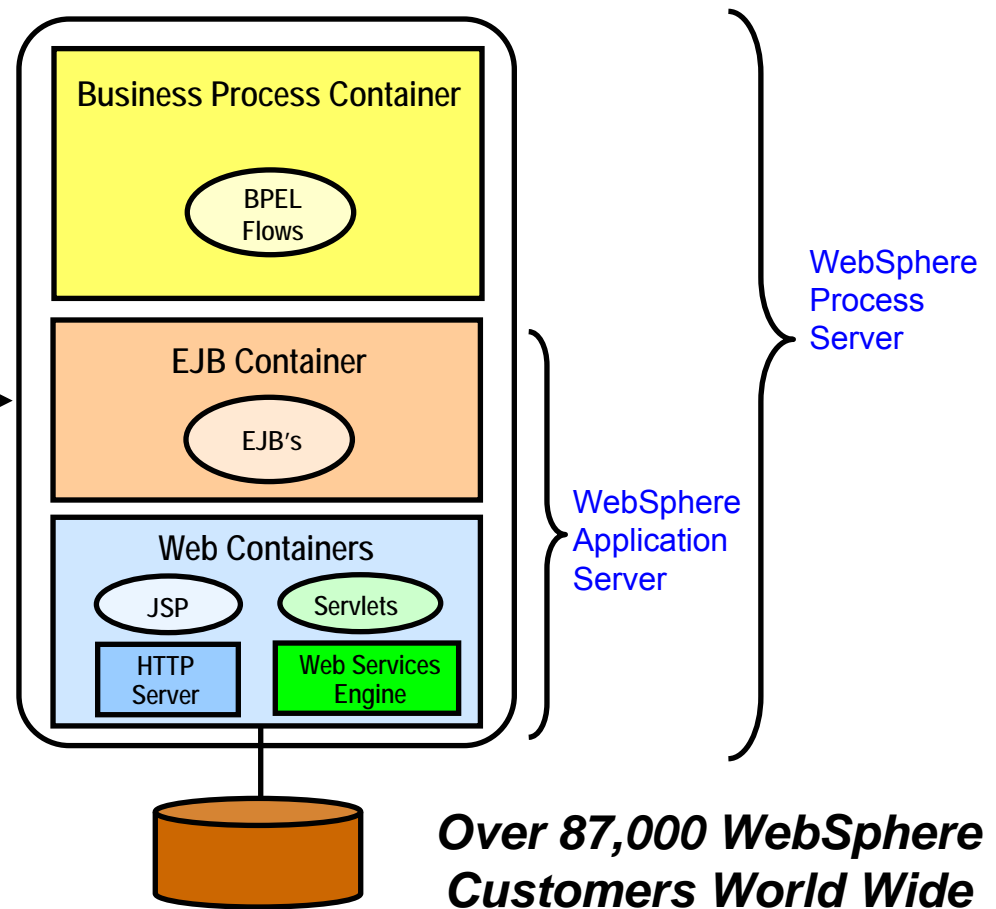 Business Process Container
BPEL
Flows
WebSphere
Process
Server
EJB Container
EJB's
WebSphere
Application
Server
Web Containers
JSP
Servlets
HTTP
Server
Web Services
Engine
Over 87,000 WebSphere
Customers World Wide